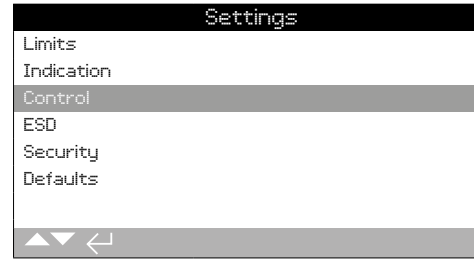 Settings
Limits
Indication
Control
ESD
Security
Defaults